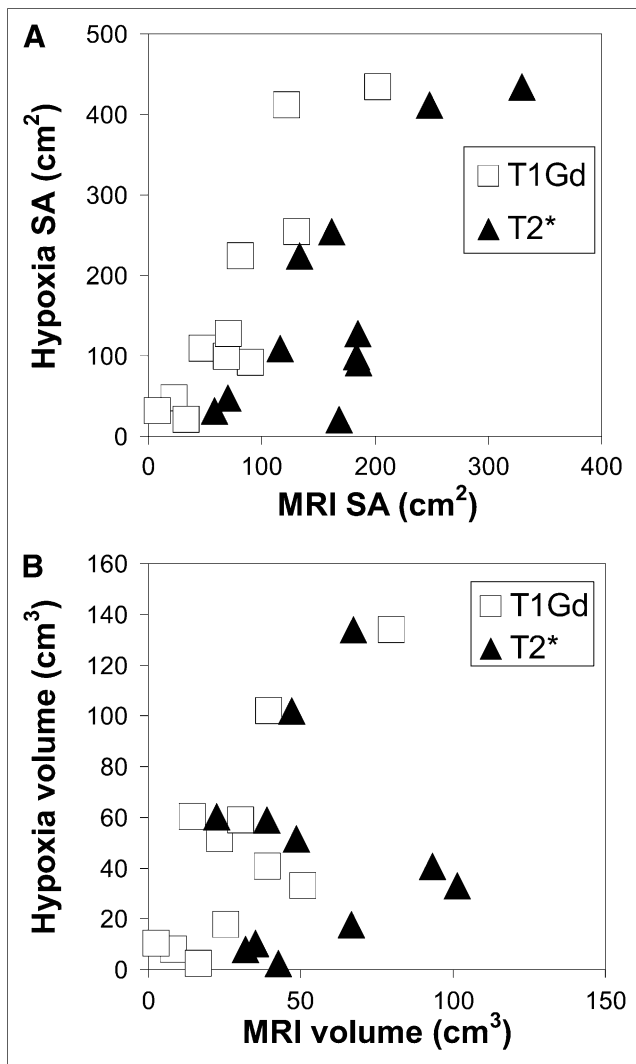 A
500
400
300
200
100
0
Hypoxia SA (cm²)
T1Gd
T2*
0 100 200 300 400
MRI SA (cm²)
B
160
140
120
100
80
60
40
20
0
Hypoxia volume (cm³)
T1Gd
T2*
0 50 100 150
MRI volume (cm³)